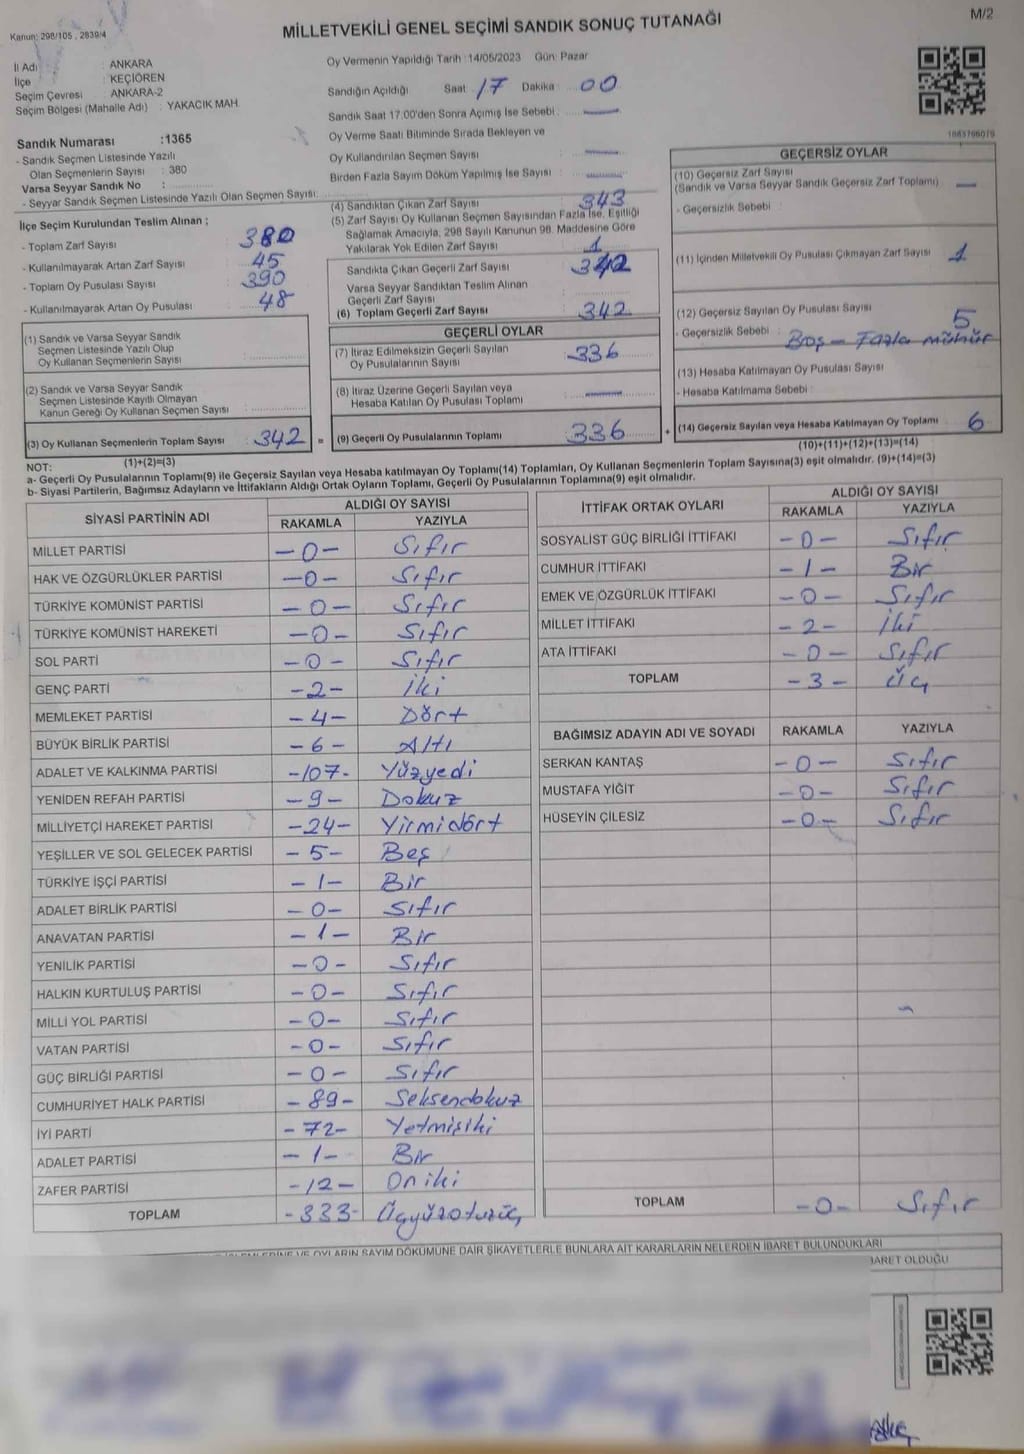 Kanun: 298/105 , 2839/4
MİLLETVEKİLİ GENEL SEÇİMİ SANDIK SONUÇ TUTANAĞI
M/2
İl Adı : ANKARA
İlçe : KEÇİÖREN
Seçim Çevresi : ANKARA-2
Seçim Bölgesi (Mahalle Adı) : YAKACIK MAH.
Sandık Numarası :1365
- Sandık Seçmen Listesinde Yazılı
Olan Seçmenlerin Sayısı : 380
Varsa Seyyar Sandık No :
- Seyyar Sandık Seçmen Listesinde Yazılı Olan Seçmen Sayısı:
Oy Vermenin Yapıldığı Tarih :14/05/2023 Gün: Pazar
Sandığın Açıldığı Saat 17 Dakika 00
Sandık Saat 17.00'den Sonra Açımış İse Sebebi : —
Oy Verme Saati Bitiminde Sırada Bekleyen ve
Oy Kullandırılan Seçmen Sayısı —
Birden Fazla Sayım Döküm Yapılmış İse Sayısı : —
İlçe Seçim Kurulundan Teslim Alınan ;
- Toplam Zarf Sayısı : 380
- Kullanılmayarak Artan Zarf Sayısı : 45
- Toplam Oy Pusulası Sayısı : 390
- Kullanılmayarak Artan Oy Pusulası : 48
(1) Sandık ve Varsa Seyyar Sandık
Seçmen Listesinde Yazılı Olup
Oy Kullanan Seçmenlerin Sayısı :
(2) Sandık ve Varsa Seyyar Sandık
Seçmen Listesinde Kayıtlı Olmayan
Kanun Gereği Oy Kullanan Seçmen Sayısı :
(3) Oy Kullanan Seçmenlerin Toplam Sayısı : 342
(1)+(2)=(3)
(4) Sandıktan Çıkan Zarf Sayısı : 343
(5) Zarf Sayısı Oy Kullanan Seçmen Sayısından Fazla İse, Eşitliği
Sağlamak Amacıyla, 298 Sayılı Kanunun 98. Maddesine Göre
Yakılarak Yok Edilen Zarf Sayısı : 1
Sandıkta Çıkan Geçerli Zarf Sayısı : 342
Varsa Seyyar Sandıktan Teslim Alınan
Geçerli Zarf Sayısı :
(6) Toplam Geçerli Zarf Sayısı : 342
GEÇERLİ OYLAR
(7) İtiraz Edilmeksizin Geçerli Sayılan
Oy Pusulalarının Sayısı : 336
(8) İtiraz Üzerine Geçerli Sayılan veya
Hesaba Katılan Oy Pusulası Toplamı : —
= (9) Geçerli Oy Pusulalarının Toplamı : 336
GEÇERSİZ OYLAR
(10) Geçersiz Zarf Sayısı
(Sandık ve Varsa Seyyar Sandık Geçersiz Zarf Toplamı) : —
- Geçersizlik Sebebi :
(11) İçinden Milletvekili Oy Pusulası Çıkmayan Zarf Sayısı : 1
(12) Geçersiz Sayılan Oy Pusulası Sayısı : 5
- Geçersizlik Sebebi : Boş – Fazla mühür
(13) Hesaba Katılmayan Oy Pusulası Sayısı
- Hesaba Katılmama Sebebi :
+ (14) Geçersiz Sayılan veya Hesaba Katılmayan Oy Toplamı : 6
(10)+(11)+(12)+(13)=(14)
NOT:
a- Geçerli Oy Pusulalarının Toplamı(9) ile Geçersiz Sayılan veya Hesaba katılmayan Oy Toplamı(14) Toplamları, Oy Kullanan Seçmenlerin Toplam Sayısına(3) eşit olmalıdır. (9)+(14)=(3)
b- Siyasi Partilerin, Bağımsız Adayların ve İttifakların Aldığı Ortak Oyların Toplamı, Geçerli Oy Pusulalarının Toplamına(9) eşit olmalıdır.
SİYASİ PARTİNİN ADI ALDIĞI OY SAYISI
RAKAMLA YAZIYLA
MİLLET PARTİSİ –0– Sıfır
HAK VE ÖZGÜRLÜKLER PARTİSİ –0– Sıfır
TÜRKİYE KOMÜNİST PARTİSİ –0– Sıfır
TÜRKİYE KOMÜNİST HAREKETİ –0– Sıfır
SOL PARTİ –0– Sıfır
GENÇ PARTİ –2– İki
MEMLEKET PARTİSİ –4– Dört
BÜYÜK BİRLİK PARTİSİ –6– Altı
ADALET VE KALKINMA PARTİSİ –107– Yüzyedi
YENİDEN REFAH PARTİSİ –9– Dokuz
MİLLİYETÇİ HAREKET PARTİSİ –24– Yirmidört
YEŞİLLER VE SOL GELECEK PARTİSİ –5– Beş
TÜRKİYE İŞÇİ PARTİSİ –1– Bir
ADALET BİRLİK PARTİSİ –0– Sıfır
ANAVATAN PARTİSİ –1– Bir
YENİLİK PARTİSİ –0– Sıfır
HALKIN KURTULUŞ PARTİSİ –0– Sıfır
MİLLİ YOL PARTİSİ –0– Sıfır
VATAN PARTİSİ –0– Sıfır
GÜÇ BİRLİĞİ PARTİSİ –0– Sıfır
CUMHURİYET HALK PARTİSİ –89– Seksendokuz
İYİ PARTİ –72– Yetmişiki
ADALET PARTİSİ –1– Bir
ZAFER PARTİSİ –12– Oniki
TOPLAM –333– Üçyüzotuzüç
İTTİFAK ORTAK OYLARI ALDIĞI OY SAYISI
RAKAMLA YAZIYLA
SOSYALİST GÜÇ BİRLİĞİ İTTİFAKI –0– Sıfır
CUMHUR İTTİFAKI –1– Bir
EMEK VE ÖZGÜRLÜK İTTİFAKI –0– Sıfır
MİLLET İTTİFAKI –2– İki
ATA İTTİFAKI –0– Sıfır
TOPLAM –3– Üç
BAĞIMSIZ ADAYIN ADI VE SOYADI RAKAMLA YAZIYLA
SERKAN KANTAŞ –0– Sıfır
MUSTAFA YİĞİT –0– Sıfır
HÜSEYİN ÇİLESİZ –0– Sıfır
TOPLAM –0– Sıfır
VE OYLARIN SAYIM DÖKÜMÜNE DAİR ŞİKAYETLERLE BUNLARA AİT KARARLARIN NELERDEN İBARET BULUNDUKLARI
OLDUĞU